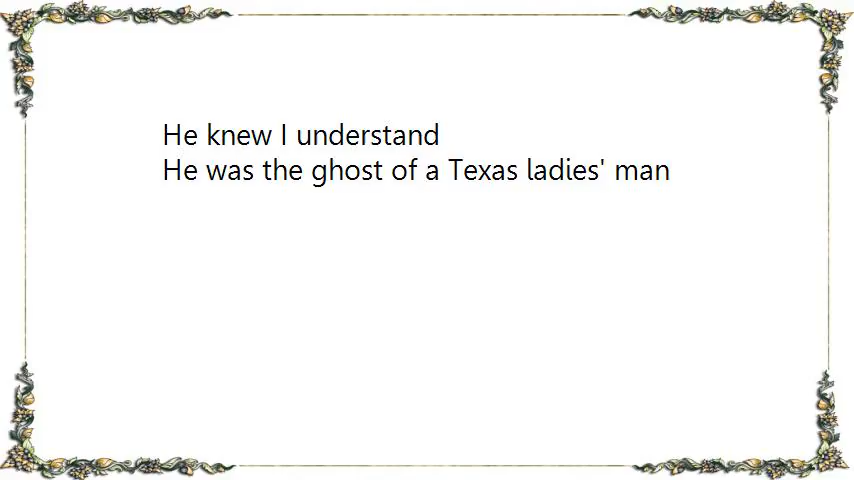 He knew I understand
He was the ghost of a Texas ladies' man